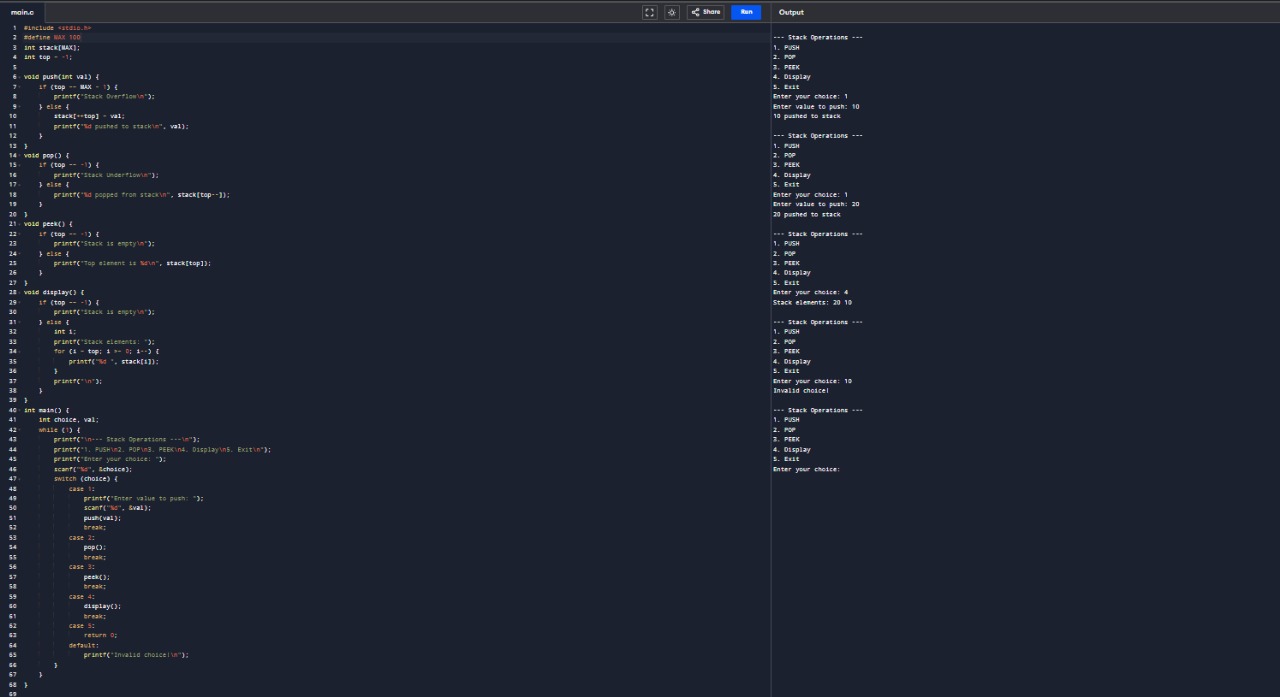 main.c
Share
Run
Output
1 #include <stdio.h>
2 #define MAX 100
3 int stack[MAX];
4 int top = -1;
5
6 void push(int val) {
7 if (top == MAX - 1) {
8 printf("Stack Overflow\n");
9 } else {
10 stack[++top] = val;
11 printf("%d pushed to stack\n", val);
12 }
13 }
14 void pop() {
15 if (top == -1) {
16 printf("Stack Underflow\n");
17 } else {
18 printf("%d popped from stack\n", stack[top--]);
19 }
20 }
21 void peek() {
22 if (top == -1) {
23 printf("Stack is empty\n");
24 } else {
25 printf("Top element is %d\n", stack[top]);
26 }
27 }
28 void display() {
29 if (top == -1) {
30 printf("Stack is empty\n");
31 } else {
32 int i;
33 printf("Stack elements: ");
34 for (i = top; i >= 0; i--) {
35 printf("%d ", stack[i]);
36 }
37 printf("\n");
38 }
39 }
40 int main() {
41 int choice, val;
42 while (1) {
43 printf("\n--- Stack Operations ---\n");
44 printf("1. PUSH\n2. POP\n3. PEEK\n4. Display\n5. Exit\n");
45 printf("Enter your choice: ");
46 scanf("%d", &choice);
47 switch (choice) {
48 case 1:
49 printf("Enter value to push: ");
50 scanf("%d", &val);
51 push(val);
52 break;
53 case 2:
54 pop();
55 break;
56 case 3:
57 peek();
58 break;
59 case 4:
60 display();
61 break;
62 case 5:
63 return 0;
64 default:
65 printf("Invalid choice!\n");
66 }
67 }
68 }
69
--- Stack Operations ---
1. PUSH
2. POP
3. PEEK
4. Display
5. Exit
Enter your choice: 1
Enter value to push: 10
10 pushed to stack
--- Stack Operations ---
1. PUSH
2. POP
3. PEEK
4. Display
5. Exit
Enter your choice: 1
Enter value to push: 20
20 pushed to stack
--- Stack Operations ---
1. PUSH
2. POP
3. PEEK
4. Display
5. Exit
Enter your choice: 4
Stack elements: 20 10
--- Stack Operations ---
1. PUSH
2. POP
3. PEEK
4. Display
5. Exit
Enter your choice: 10
Invalid choice!
--- Stack Operations ---
1. PUSH
2. POP
3. PEEK
4. Display
5. Exit
Enter your choice: